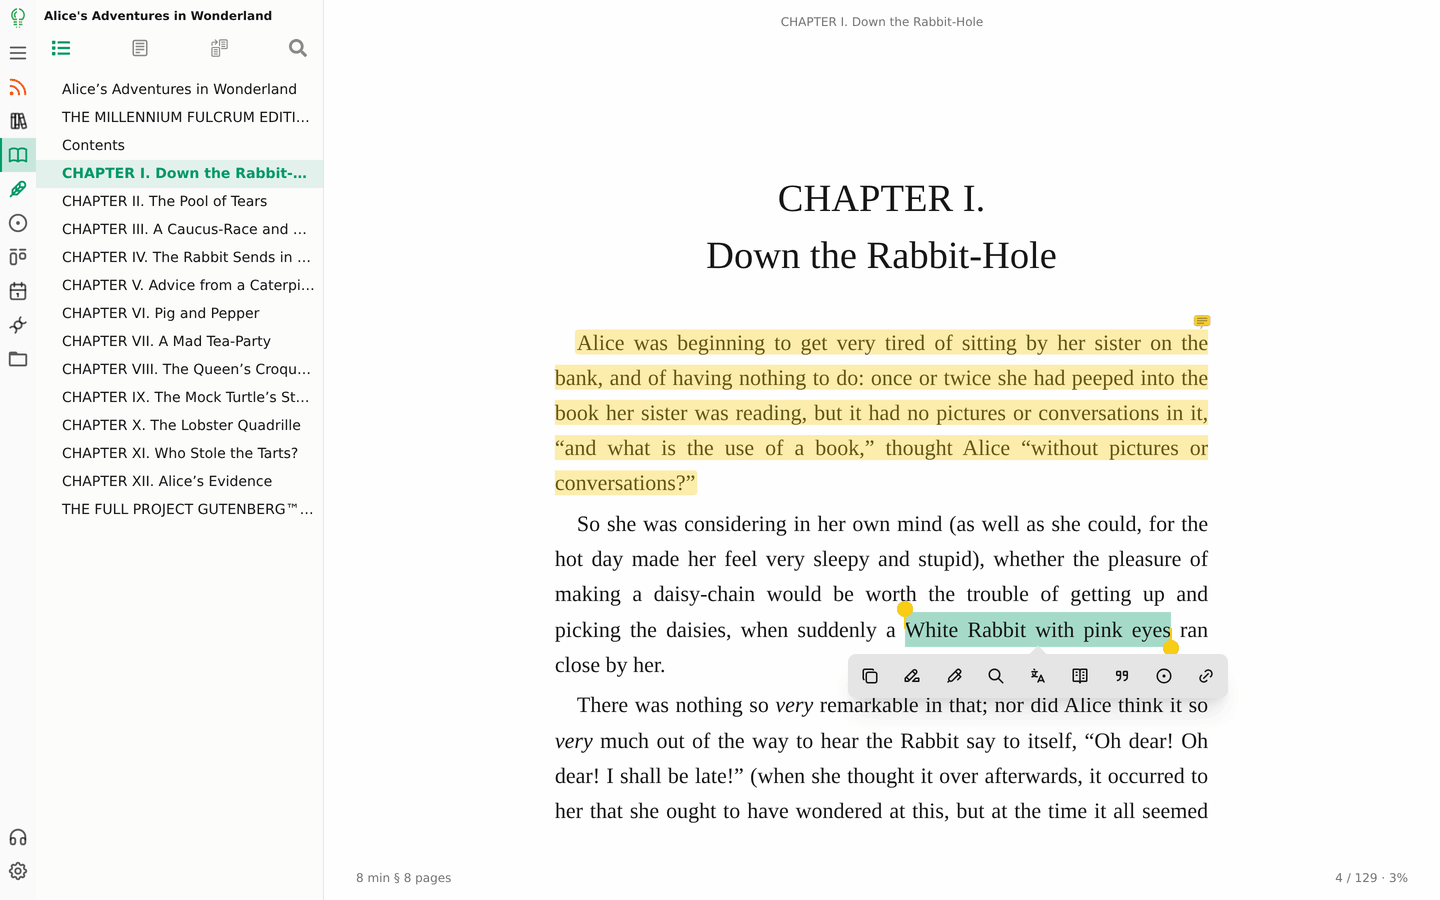 Alice's Adventures in Wonderland
Alice’s Adventures in Wonderland
THE MILLENNIUM FULCRUM EDITI…
Contents
CHAPTER I. Down the Rabbit-…
CHAPTER II. The Pool of Tears
CHAPTER III. A Caucus-Race and …
CHAPTER IV. The Rabbit Sends in …
CHAPTER V. Advice from a Caterpi…
CHAPTER VI. Pig and Pepper
CHAPTER VII. A Mad Tea-Party
CHAPTER VIII. The Queen’s Croqu…
CHAPTER IX. The Mock Turtle’s St…
CHAPTER X. The Lobster Quadrille
CHAPTER XI. Who Stole the Tarts?
CHAPTER XII. Alice’s Evidence
THE FULL PROJECT GUTENBERG™…
CHAPTER I. Down the Rabbit-Hole
CHAPTER I.
Down the Rabbit-Hole
Alice was beginning to get very tired of sitting by her sister on the
bank, and of having nothing to do: once or twice she had peeped into the
book her sister was reading, but it had no pictures or conversations in it,
“and what is the use of a book,” thought Alice “without pictures or
conversations?”
So she was considering in her own mind (as well as she could, for the
hot day made her feel very sleepy and stupid), whether the pleasure of
making a daisy-chain would be worth the trouble of getting up and
picking the daisies, when suddenly a White Rabbit with pink eyes ran
close by her.
There was nothing so very remarkable in that; nor did Alice think it so
very much out of the way to hear the Rabbit say to itself, “Oh dear! Oh
dear! I shall be late!” (when she thought it over afterwards, it occurred to
her that she ought to have wondered at this, but at the time it all seemed
8 min § 8 pages
4 / 129 · 3%